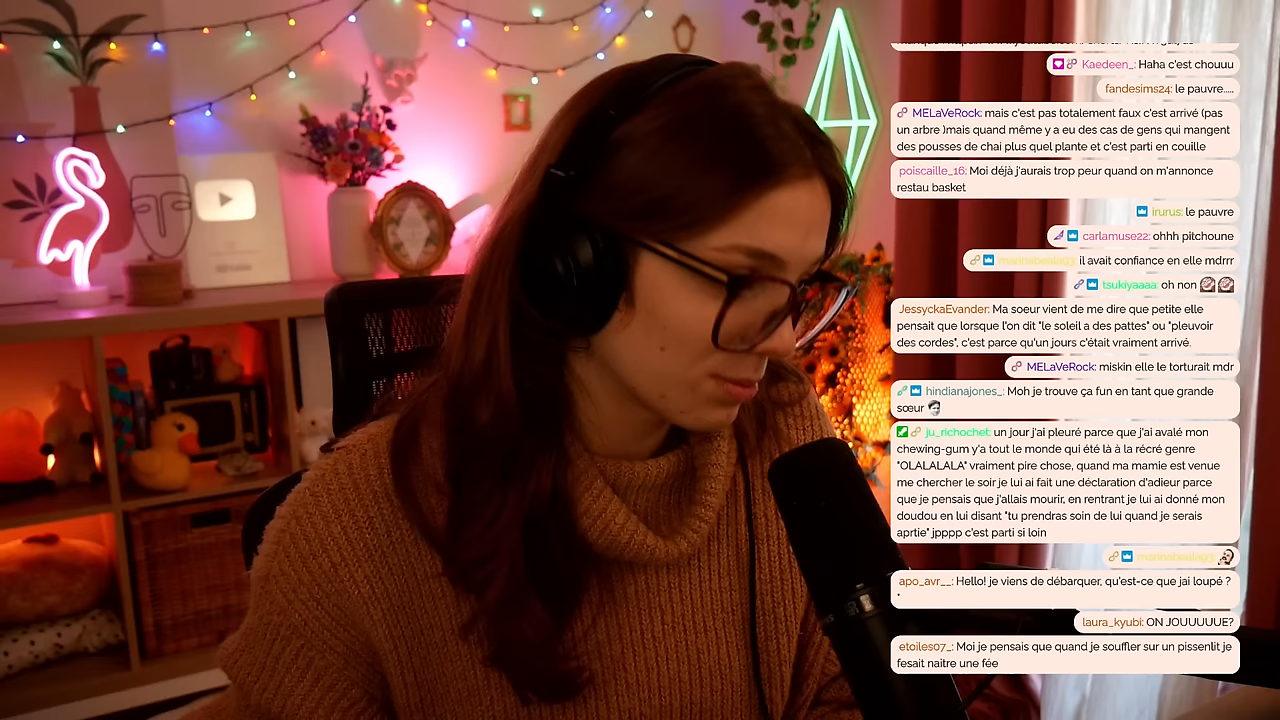 Kaedeen_: Haha c'est chouuu
fandesims24: le pauvre.....
MELaVeRock: mais c'est pas totalement faux c'est arrivé (pas
un arbre )mais quand même y a eu des cas de gens qui mangent
des pousses de chai plus quel plante et c'est parti en couille
poiscaille_16: Moi déjà j'aurais trop peur quand on m'annonce
restau basket
irurus: le pauvre
carlamuse22: ohhh pitchoune
il avait confiance en elle mdrrr
tsukiyaaaa: oh non
JessyckaEvander: Ma soeur vient de me dire que petite elle
pensait que lorsque l'on dit "le soleil a des pattes" ou "pleuvoir
des cordes", c'est parce qu'un jours c'était vraiment arrivé.
MELaVeRock: miskin elle le torturait mdr
hindianajones_: Moh je trouve ça fun en tant que grande
sœur
ju_richochet: un jour j'ai pleuré parce que j'ai avalé mon
chewing-gum y'a tout le monde qui été là à la récré genre
"OLALALALA" vraiment pire chose, quand ma mamie est venue
me chercher le soir je lui ai fait une déclaration d'adieur parce
que je pensais que j'allais mourir, en rentrant je lui ai donné mon
doudou en lui disant "tu prendras soin de lui quand je serais
aprtie" jpppp c'est parti si loin
apo_avr__: Hello! je viens de débarquer, qu'est-ce que jai loupé ?
*
laura_kyubi: ON JOUUUUUE?
etoiles07_: Moi je pensais que quand je souffler sur un pissenlit je
fesait naitre une fée